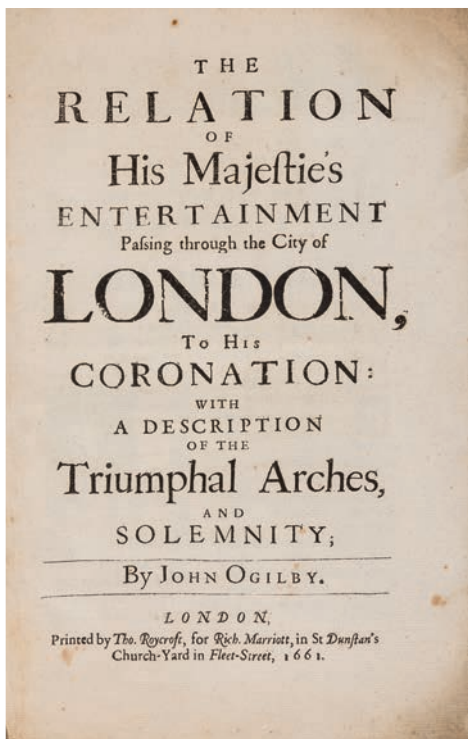 THE
RELATION
OF
His Majeſtie's
ENTERTAINMENT
Paſsing through the City of
LONDON,
To His
CORONATION:
WITH
A DESCRIPTION
OF THE
Triumphal Arches,
AND
SOLEMNITY;
By JOHN OGILBY.
LONDON,
Printed by Tho. Roycroft, for Rich. Marriott, in St Dunſtan's
Church-Yard in Fleet-Street, 1661.